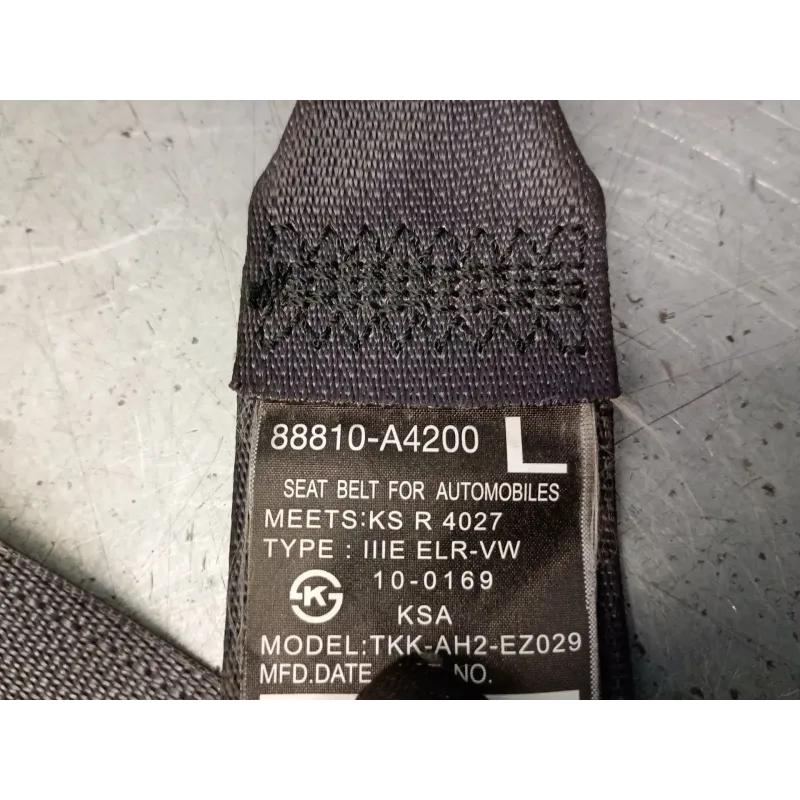 88810-A4200 L
SEAT BELT FOR AUTOMOBILES
MEETS:KS R 4027
TYPE : IIIE ELR-VW
10-0169
K
KSA
MODEL:TKK-AH2-EZ029
MFD.DATE NO.